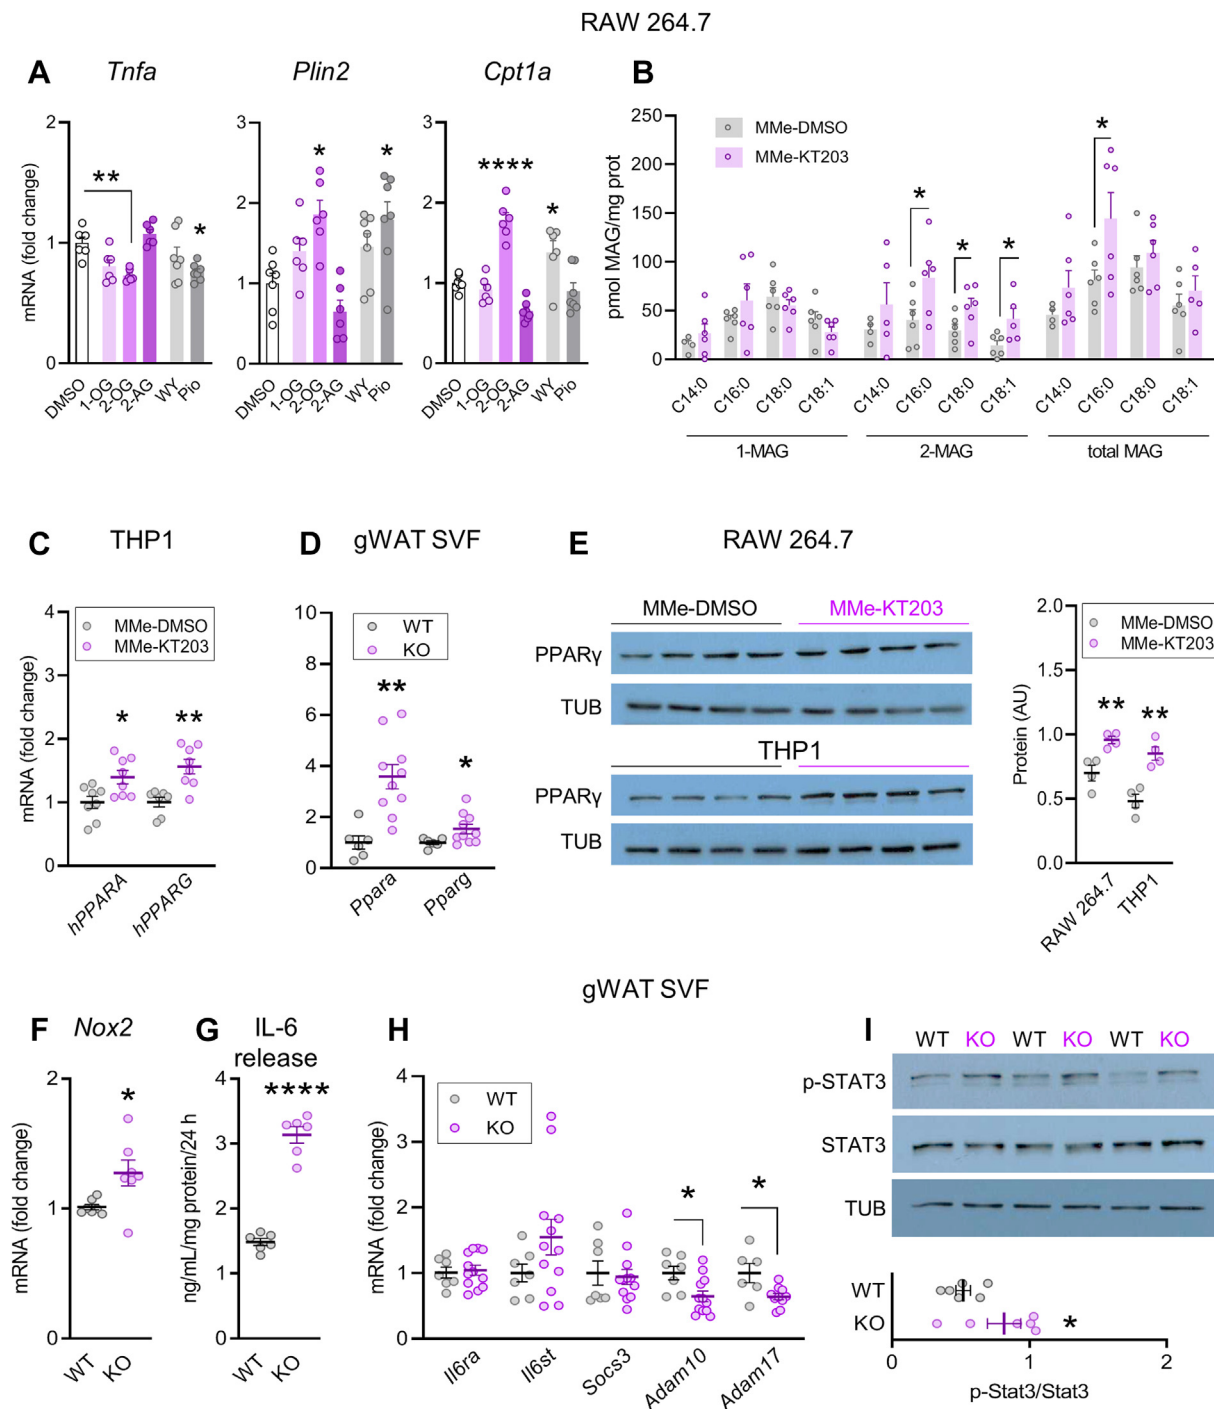 RAW 264.7
A
Tnfa
Plin2
Cpt1a
mRNA (fold change)
2
1
0
**
*
DMSO
1-OG
2-OG
2-AG
WY
Pio
3
2
1
0
*
*
DMSO
1-OG
2-OG
2-AG
WY
Pio
3
2
1
0
****
*
DMSO
1-OG
2-OG
2-AG
WY
Pio
B
pmol MAG/mg prot
250
200
150
100
50
0
MMe-DMSO
MMe-KT203
*
*
*
*
C14:0
C16:0
C18:0
C18:1
C14:0
C16:0
C18:0
C18:1
C14:0
C16:0
C18:0
C18:1
1-MAG
2-MAG
total MAG
C
THP1
mRNA (fold change)
4
3
2
1
0
MMe-DMSO
MMe-KT203
*
**
hPPARA
hPPARG
D
gWAT SVF
10
8
6
4
2
0
WT
KO
**
*
Ppara
Pparg
E
RAW 264.7
MMe-DMSO
MMe-KT203
PPARγ
TUB
THP1
PPARγ
TUB
Protein (AU)
2.0
1.5
1.0
0.5
0.0
MMe-DMSO
MMe-KT203
**
**
RAW 264.7
THP1
gWAT SVF
F
Nox2
mRNA (fold change)
2
1
0
*
WT
KO
G
IL-6
release
ng/mL/mg protein/24 h
4
3
2
1
0
****
WT
KO
H
mRNA (fold change)
4
3
2
1
0
WT
KO
*
*
Il6ra
Il6st
Socs3
Adam10
Adam17
I
WT KO WT KO WT KO
p-STAT3
STAT3
TUB
WT
KO
*
0
1
2
p-Stat3/Stat3